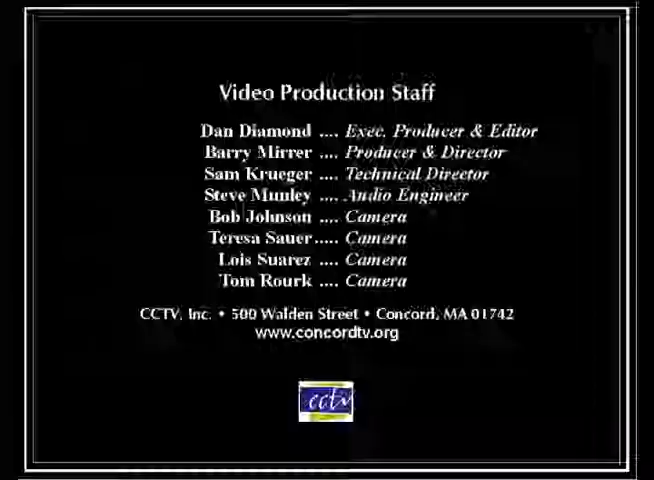 Video Production Staff
Dan Diamond .... Exec. Producer & Editor
Barry Mirrer .... Producer & Director
Sam Krueger .... Technical Director
Steve Munley .... Audio Engineer
Bob Johnson .... Camera
Teresa Sauer..... Camera
Lois Suarez .... Camera
Tom Rourk .... Camera
CCTV, Inc. • 500 Walden Street • Concord, MA 01742
www.concordtv.org
cctv